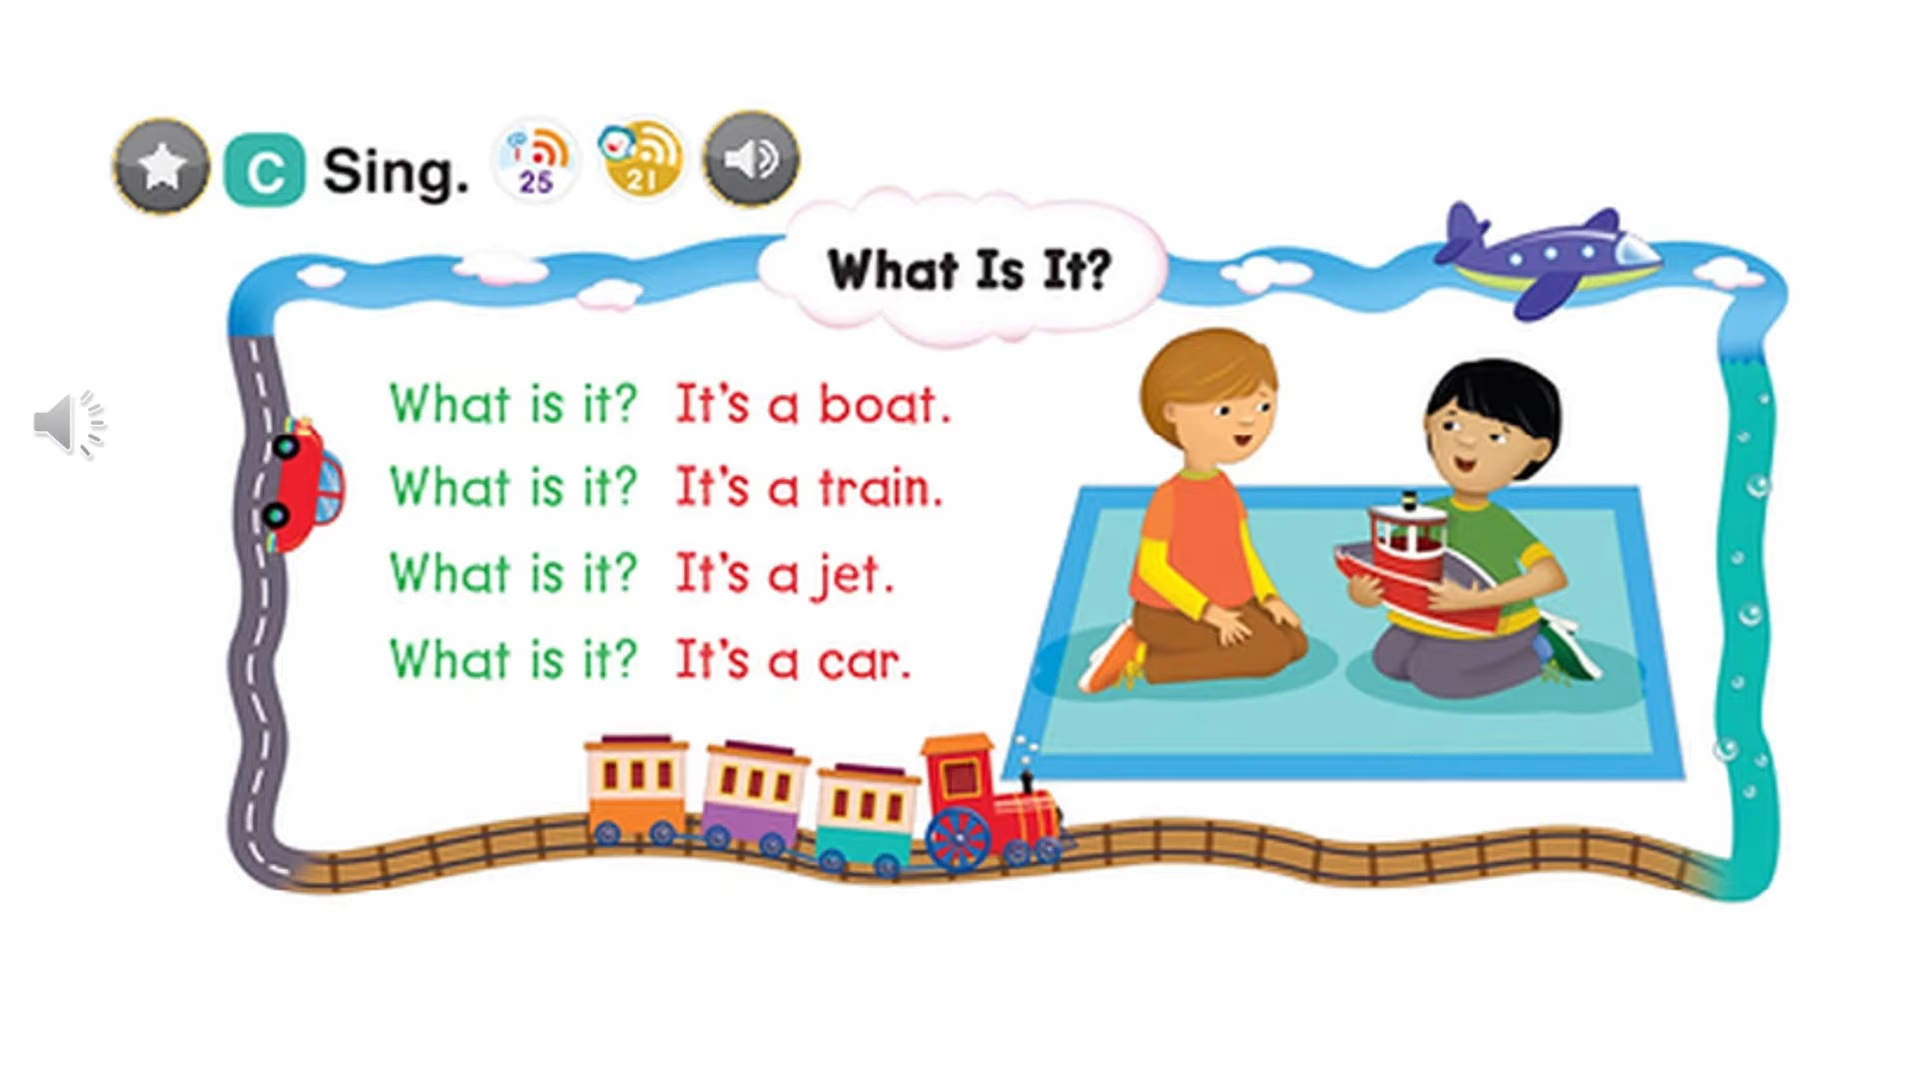 C Sing. 25 21
What Is It?
What is it? It's a boat.
What is it? It's a train.
What is it? It's a jet.
What is it? It's a car.